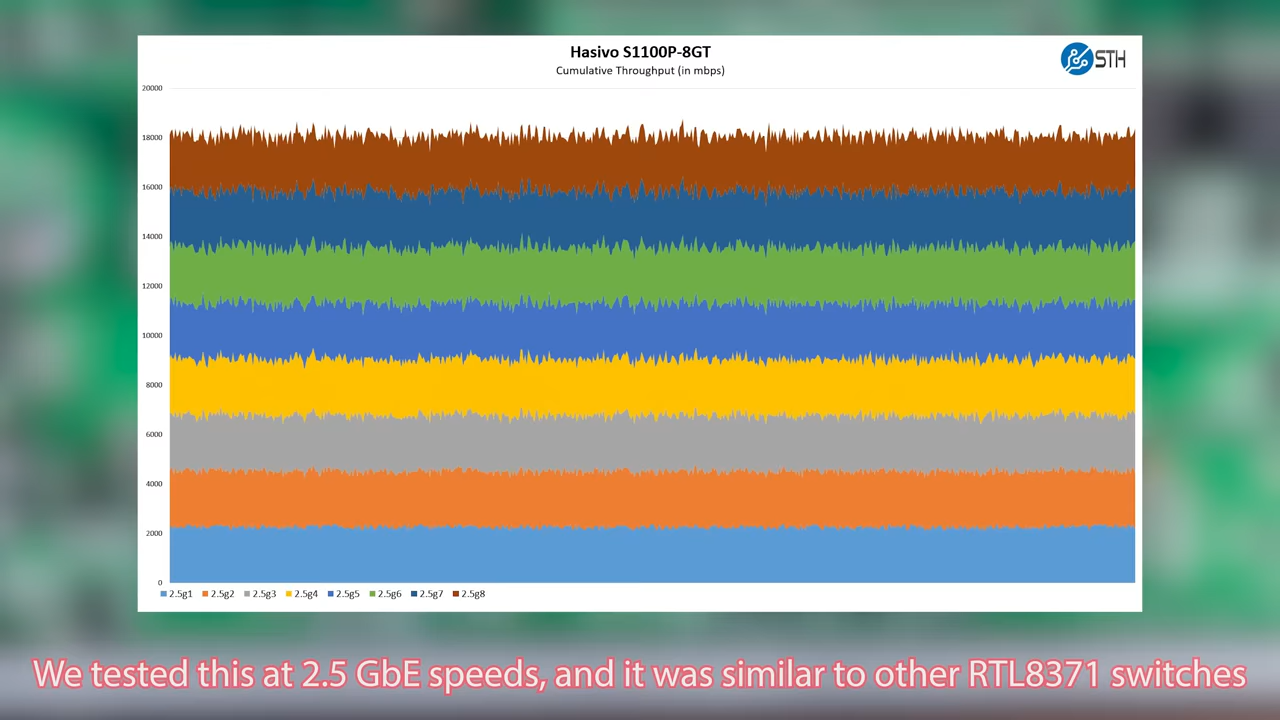 Hasivo S1100P-8GT
Cumulative Throughput (in mbps)
STH
20000
18000
16000
14000
12000
10000
8000
6000
4000
2000
0
2.5g1 2.5g2 2.5g3 2.5g4 2.5g5 2.5g6 2.5g7 2.5g8
We tested this at 2.5 GbE speeds, and it was similar to other RTL8371 switches